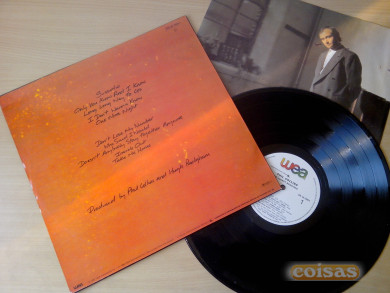 Sussudio
Only You Know And I Know
Long Long Way To Go
I Don't Wanna Know
One More Night
Don't Lose My Number
Who Said I Would
Doesn't Anybody Stay Together Anymore
Inside Out
Take Me Home
Produced by Phil Collins and Hugh Padgham
wea
1
coisas